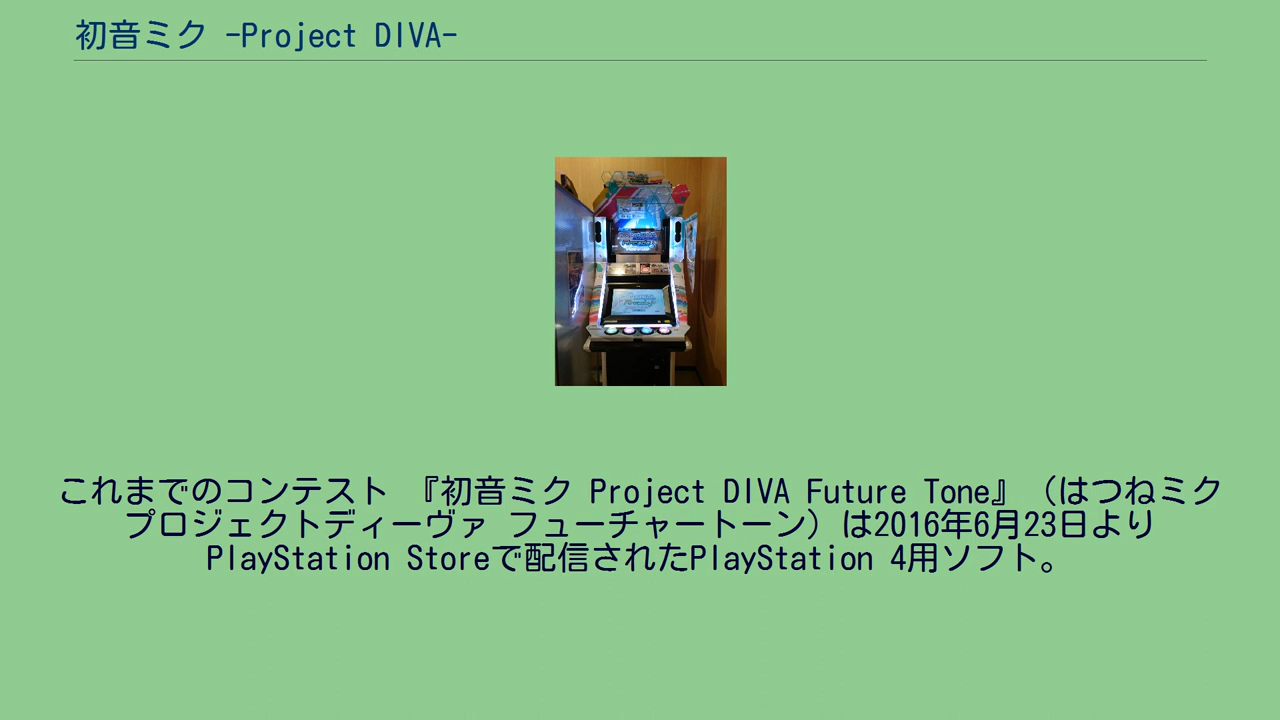 初音ミク -Project DIVA-
これまでのコンテスト 『初音ミク Project DIVA Future Tone』（はつねミク
プロジェクトディーヴァ フューチャートーン）は2016年6月23日より
PlayStation Storeで配信されたPlayStation 4用ソフト。